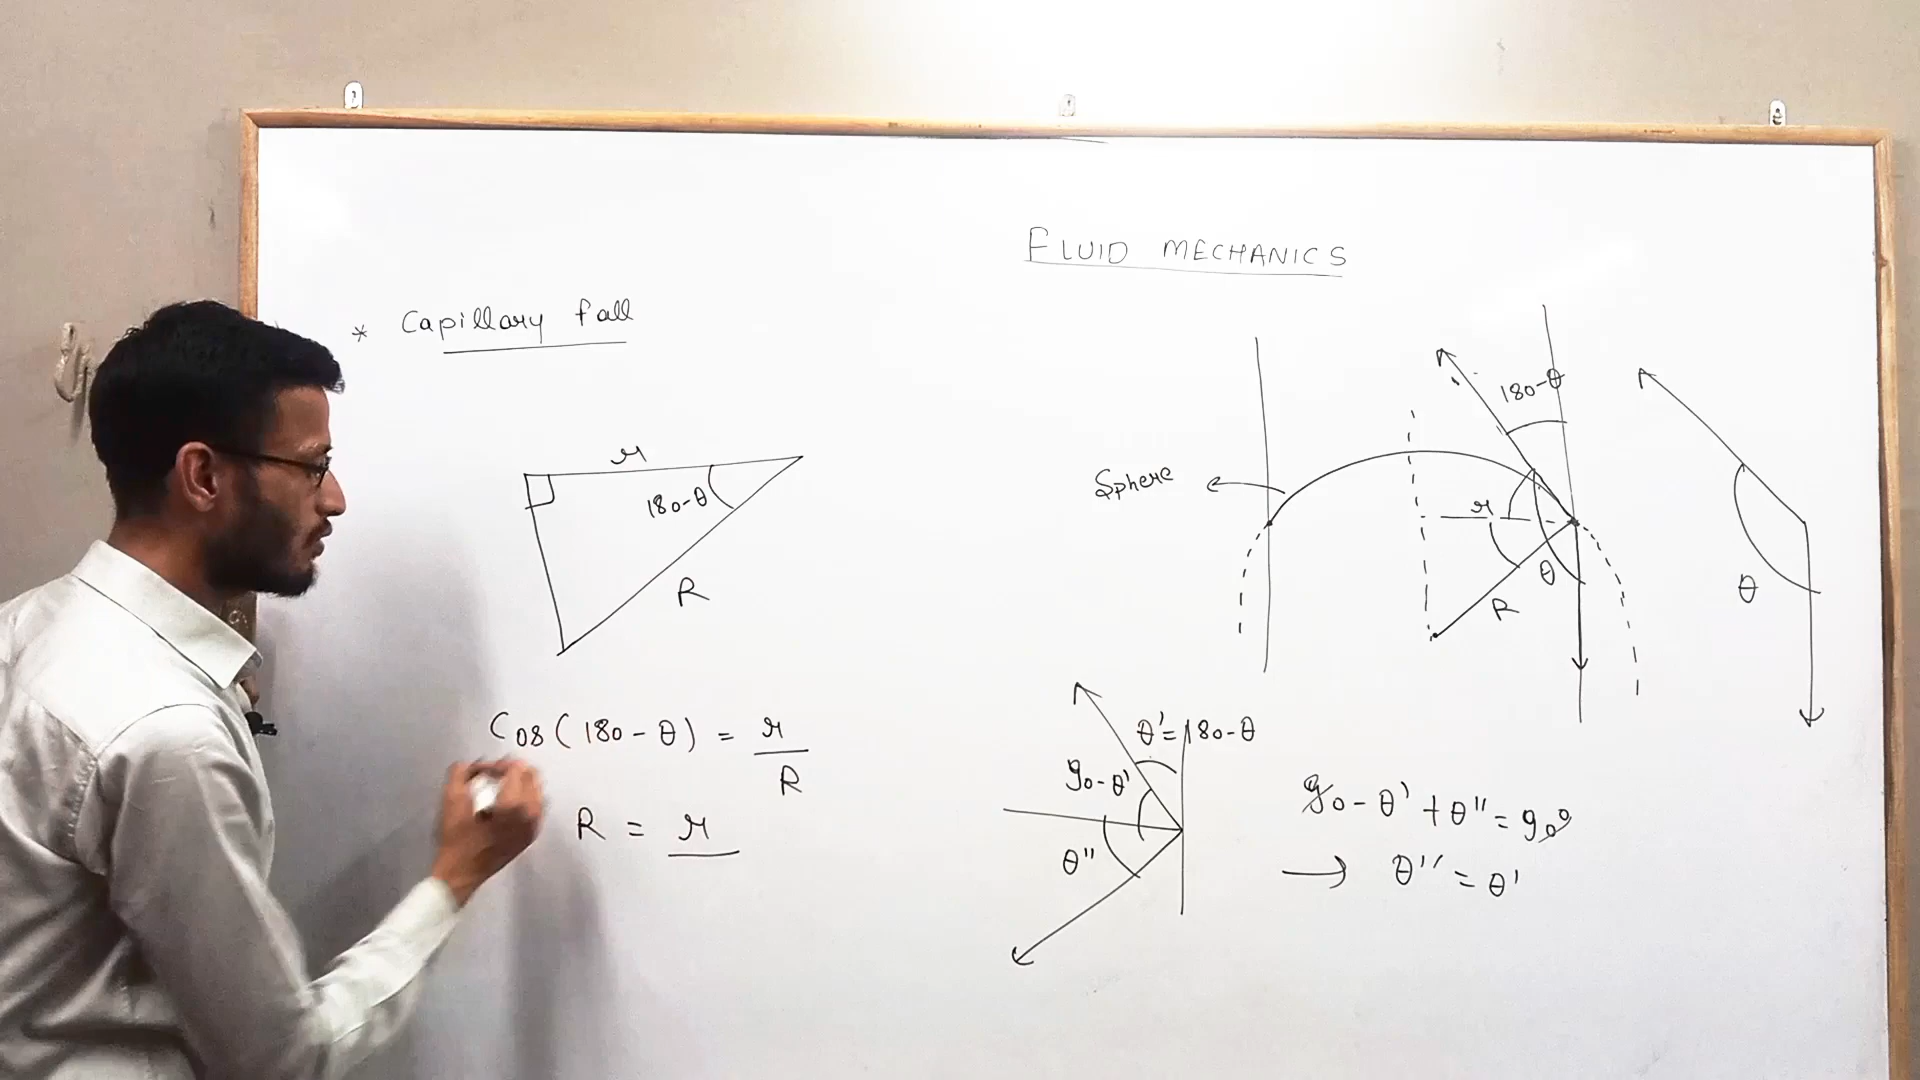 FLUID MECHANICS
* Capillary fall
r
180-θ
R
Cos(180-θ) = r
R
R = r
Sphere
180-θ
r
θ
R
θ
θ'=180-θ
90-θ'
θ"
90-θ'+θ"=90°
→ θ"=θ'